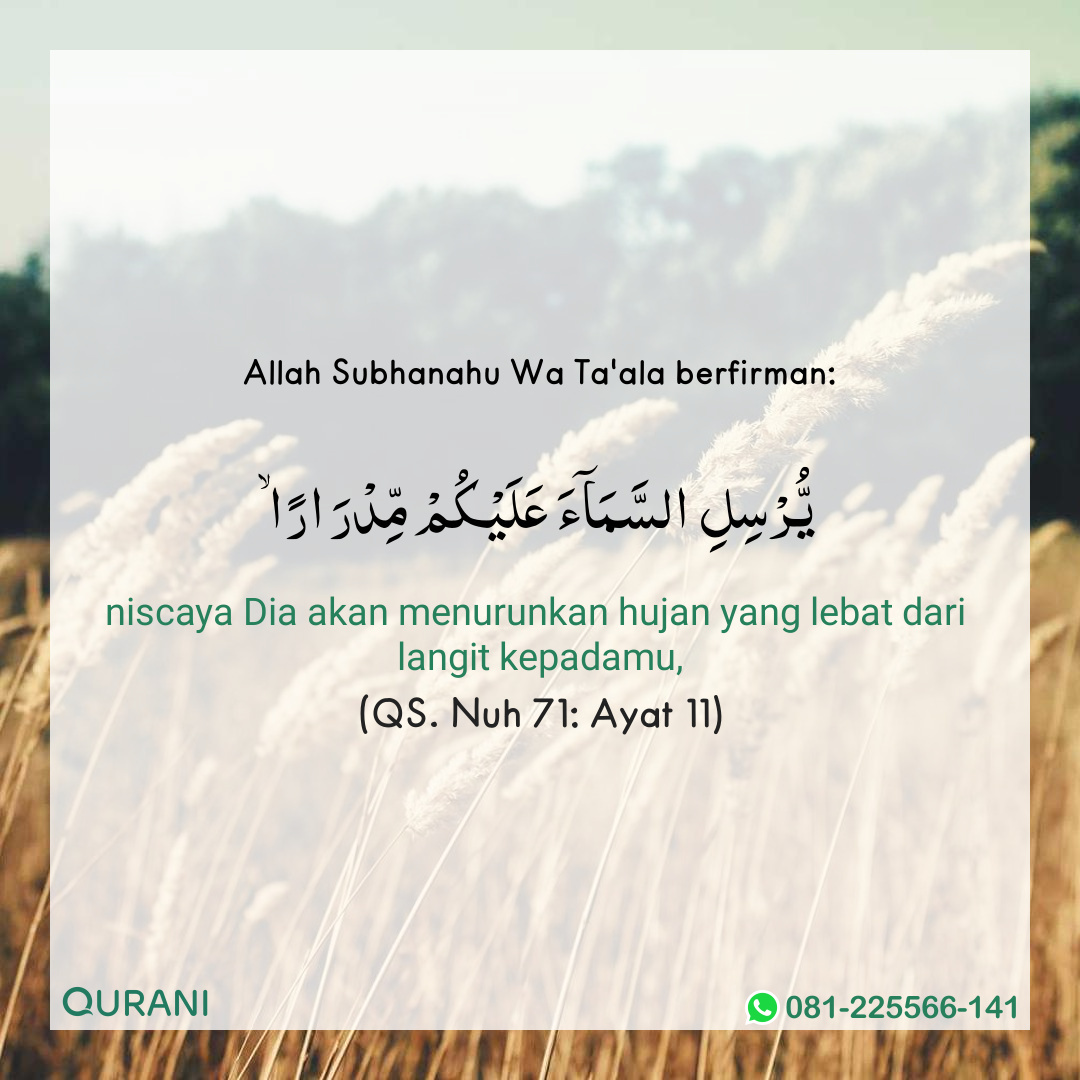 Allah Subhanahu Wa Ta'ala berfirman:
يُّرْسِلِ السَّمَآءَ عَلَيْكُمْ مِّدْرَارًاۙ
niscaya Dia akan menurunkan hujan yang lebat dari
langit kepadamu,
(QS. Nuh 71: Ayat 11)
QURANI
081-225566-141